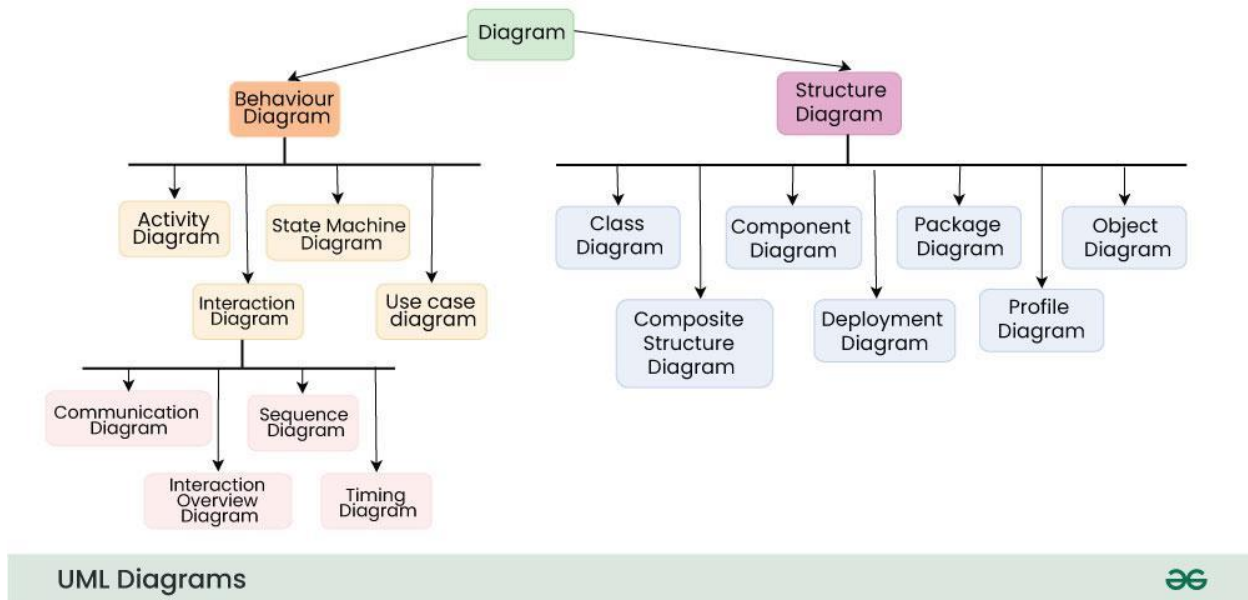 Diagram
Behaviour
Diagram
Structure
Diagram
Activity
Diagram
State Machine
Diagram
Interaction
Diagram
Use case
diagram
Class
Diagram
Component
Diagram
Package
Diagram
Object
Diagram
Composite
Structure
Diagram
Deployment
Diagram
Profile
Diagram
Communication
Diagram
Sequence
Diagram
Interaction
Overview
Diagram
Timing
Diagram
UML Diagrams